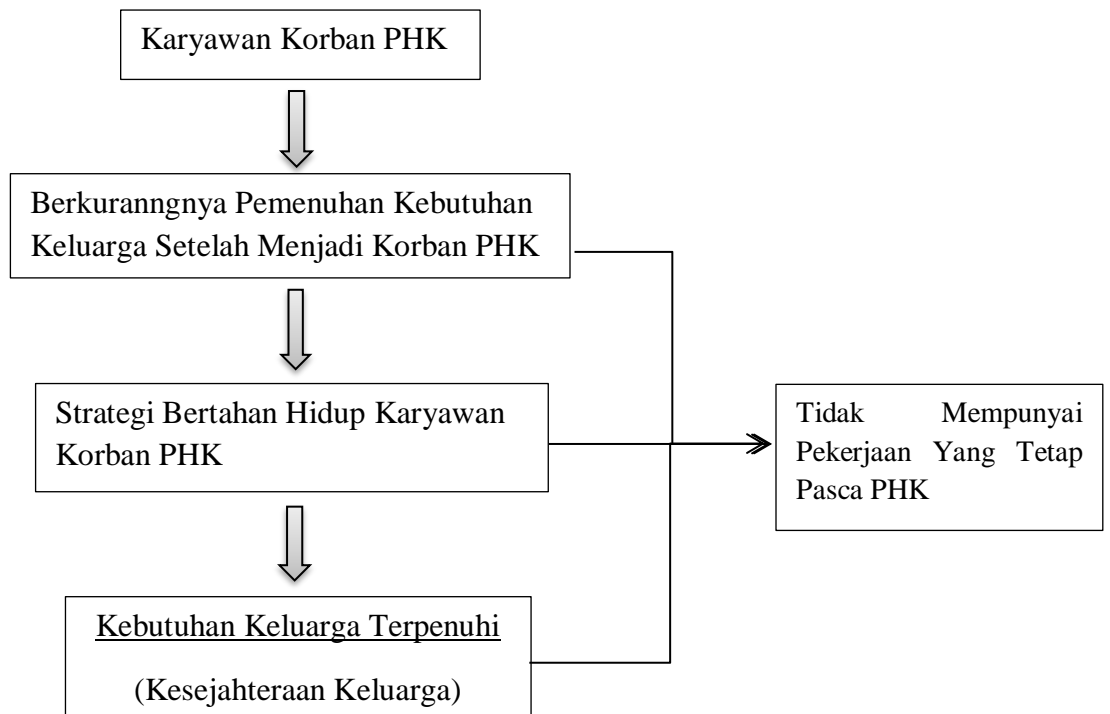 Karyawan Korban PHK
Berkuranngnya Pemenuhan Kebutuhan
Keluarga Setelah Menjadi Korban PHK
Strategi Bertahan Hidup Karyawan
Korban PHK
Tidak Mempunyai
Pekerjaan Yang Tetap
Pasca PHK
Kebutuhan Keluarga Terpenuhi
(Kesejahteraan Keluarga)